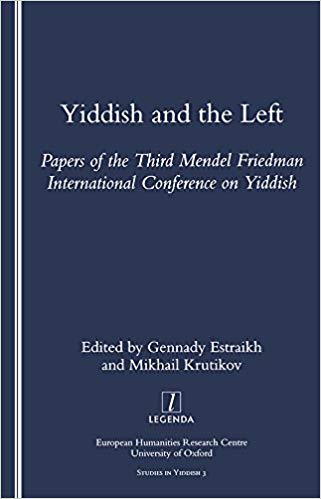 Yiddish and the Left
Papers of the Third Mendel Friedman
International Conference on Yiddish
Edited by Gennady Estraikh
and Mikhail Krutikov
l
LEGENDA
European Humanities Research Centre
University of Oxford
Studies in Yiddish 3